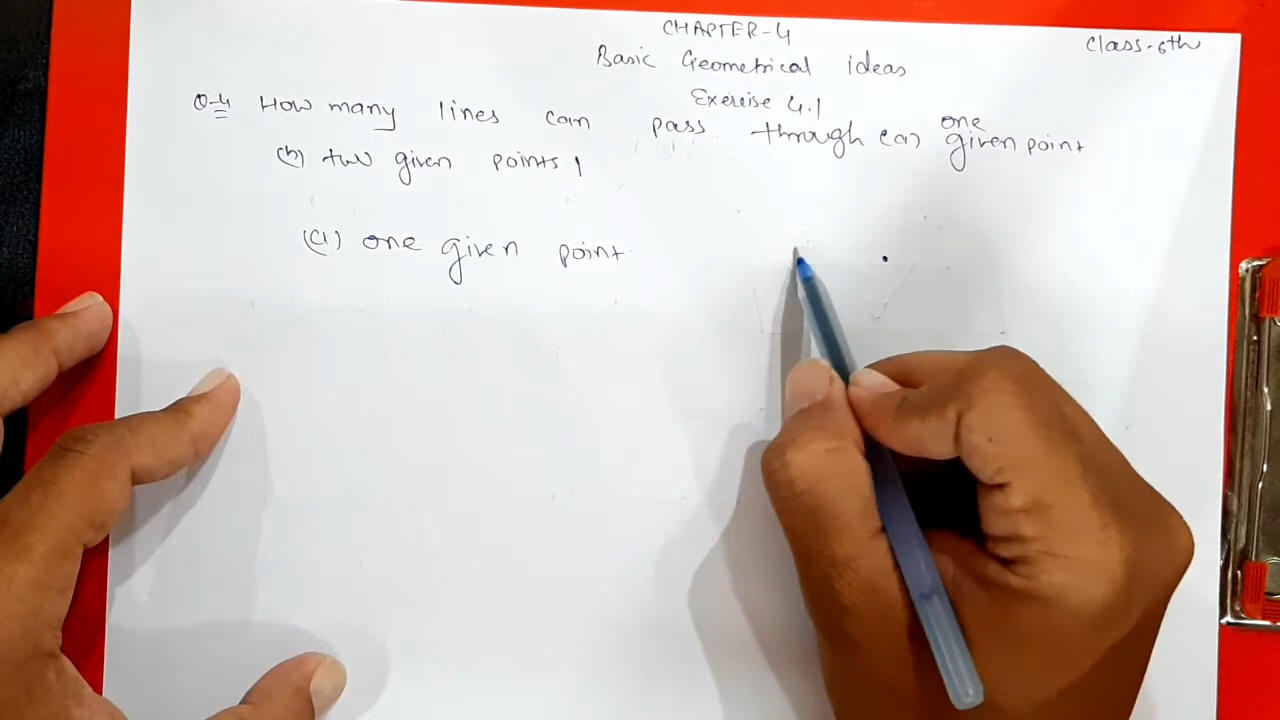 CHAPTER-4
Class-6th
Basic Geometrical ideas
Exercise 4.1
Q-4 How many lines can pass through (a) one given point
(b) two given points?
(a) one given point